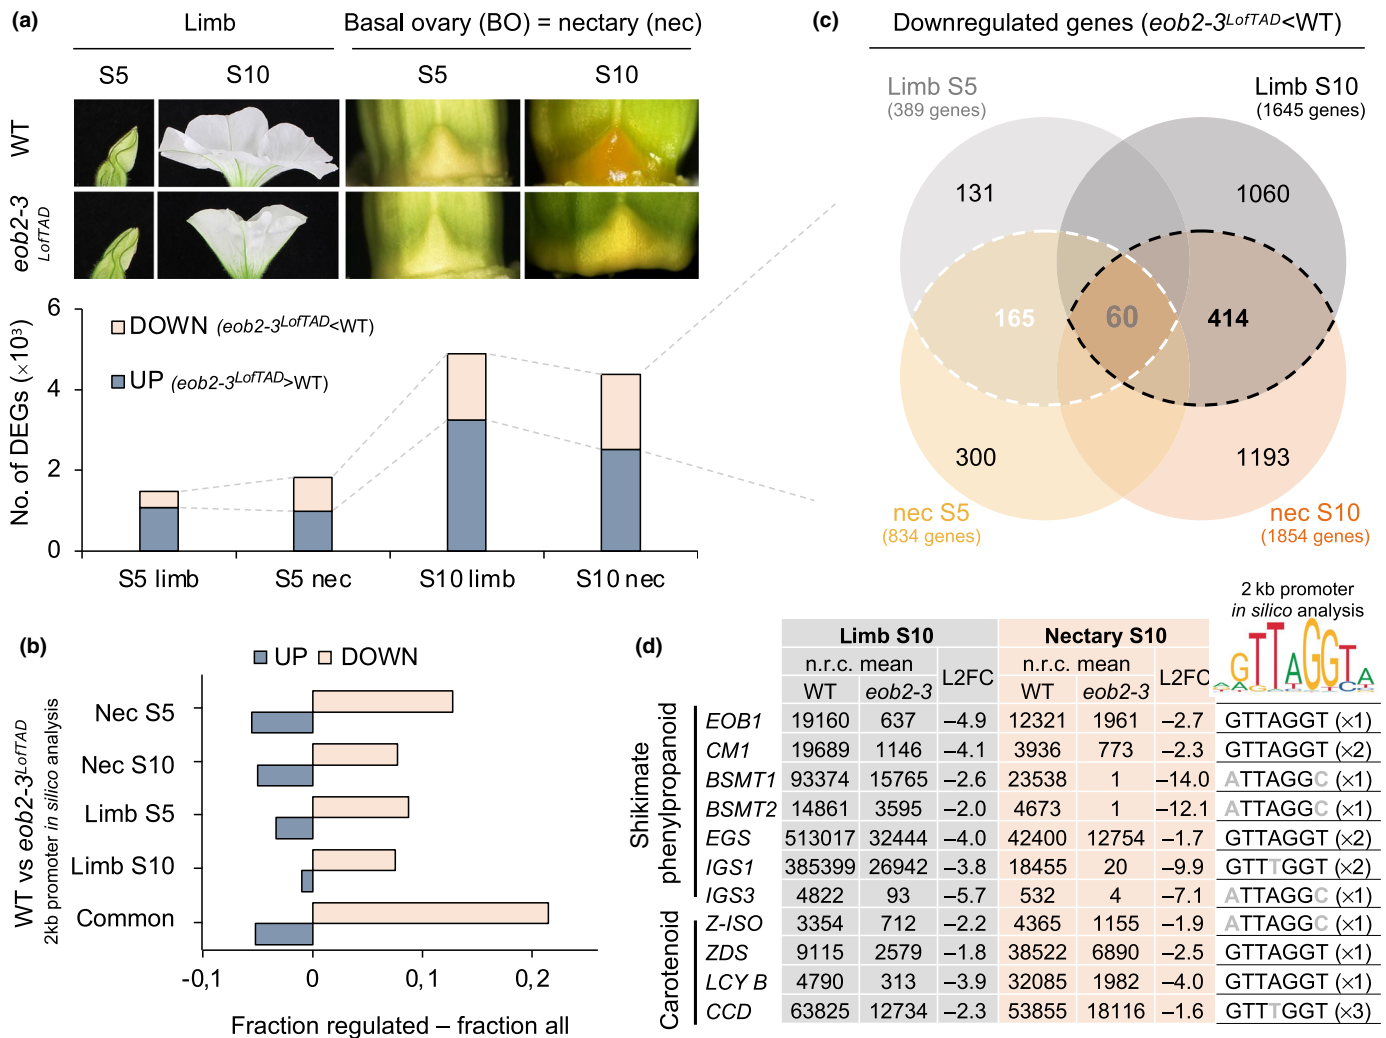 (a)
Limb
Basal ovary (BO) = nectary (nec)
S5
S10
S5
S10
WT
eob2-3
LofTAD
No. of DEGs (×10³)
6
4
2
0
DOWN (eob2-3^LofTAD<WT)
UP (eob2-3^LofTAD>WT)
S5 limb
S5 nec
S10 limb
S10 nec
(b)
UP
DOWN
WT vs eob2-3^LofTAD
2kb promoter in silico analysis
Nec S5
Nec S10
Limb S5
Limb S10
Common
-0,1
0
0,1
0,2
Fraction regulated – fraction all
(c)
Downregulated genes (eob2-3^LofTAD<WT)
Limb S5
(389 genes)
Limb S10
(1645 genes)
131
1060
165
60
414
300
1193
nec S5
(834 genes)
nec S10
(1854 genes)
(d)
2 kb promoter
in silico analysis
GTTAGGTA
Limb S10
Nectary S10
n.r.c. mean
L2FC
n.r.c. mean
L2FC
WT
eob2-3
WT
eob2-3
Shikimate
phenylpropanoid
EOB1 19160 637 –4.9 12321 1961 –2.7 GTTAGGT (×1)
CM1 19689 1146 –4.1 3936 773 –2.3 GTTAGGT (×2)
BSMT1 93374 15765 –2.6 23538 1 –14.0 ATTAGGC (×1)
BSMT2 14861 3595 –2.0 4673 1 –12.1 ATTAGGC (×1)
EGS 513017 32444 –4.0 42400 12754 –1.7 GTTAGGT (×2)
IGS1 385399 26942 –3.8 18455 20 –9.9 GTTTGGT (×2)
IGS3 4822 93 –5.7 532 4 –7.1 ATTAGGC (×1)
Carotenoid
Z-ISO 3354 712 –2.2 4365 1155 –1.9 ATTAGGC (×1)
ZDS 9115 2579 –1.8 38522 6890 –2.5 GTTAGGT (×1)
LCY B 4790 313 –3.9 32085 1982 –4.0 GTTAGGT (×1)
CCD 63825 12734 –2.3 53855 18116 –1.6 GTTTGGT (×3)